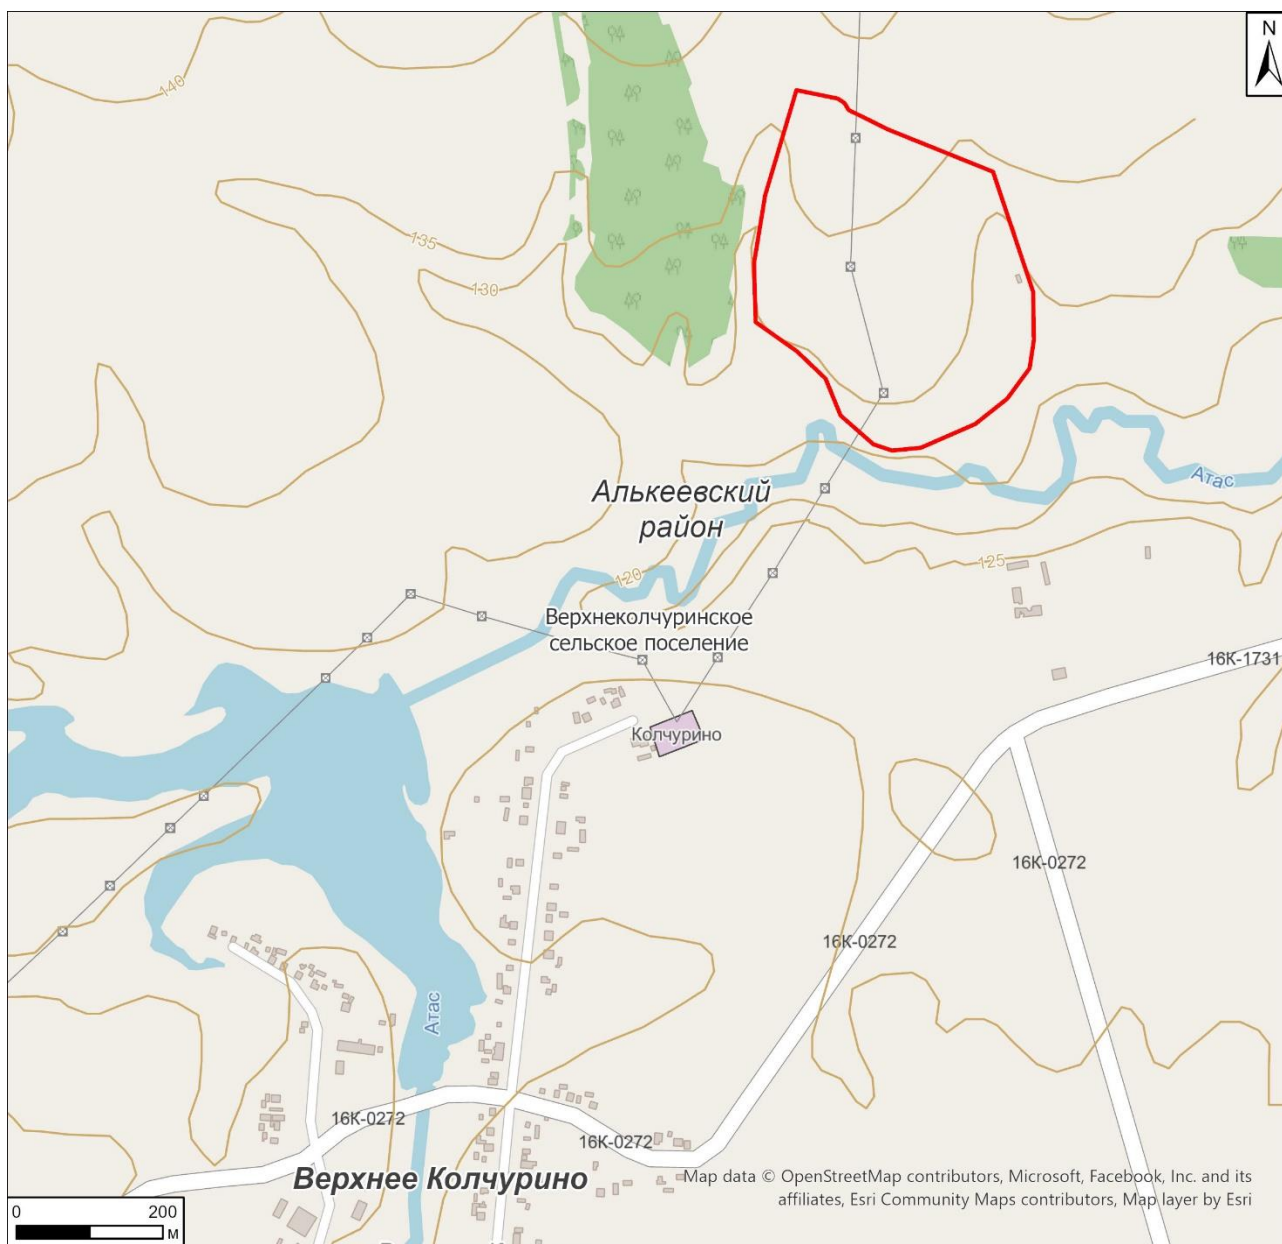 N
140
135
130
Атас
Алькеевский
район
125
120
Верхнеколчуринское
сельское поселение
16К-1731
Колчурино
16К-0272
16К-0272
Атас
16К-0272
16К-0272
Верхнее Колчурино
Map data © OpenStreetMap contributors, Microsoft, Facebook, Inc. and its
affiliates, Esri Community Maps contributors, Map layer by Esri
0 200
м